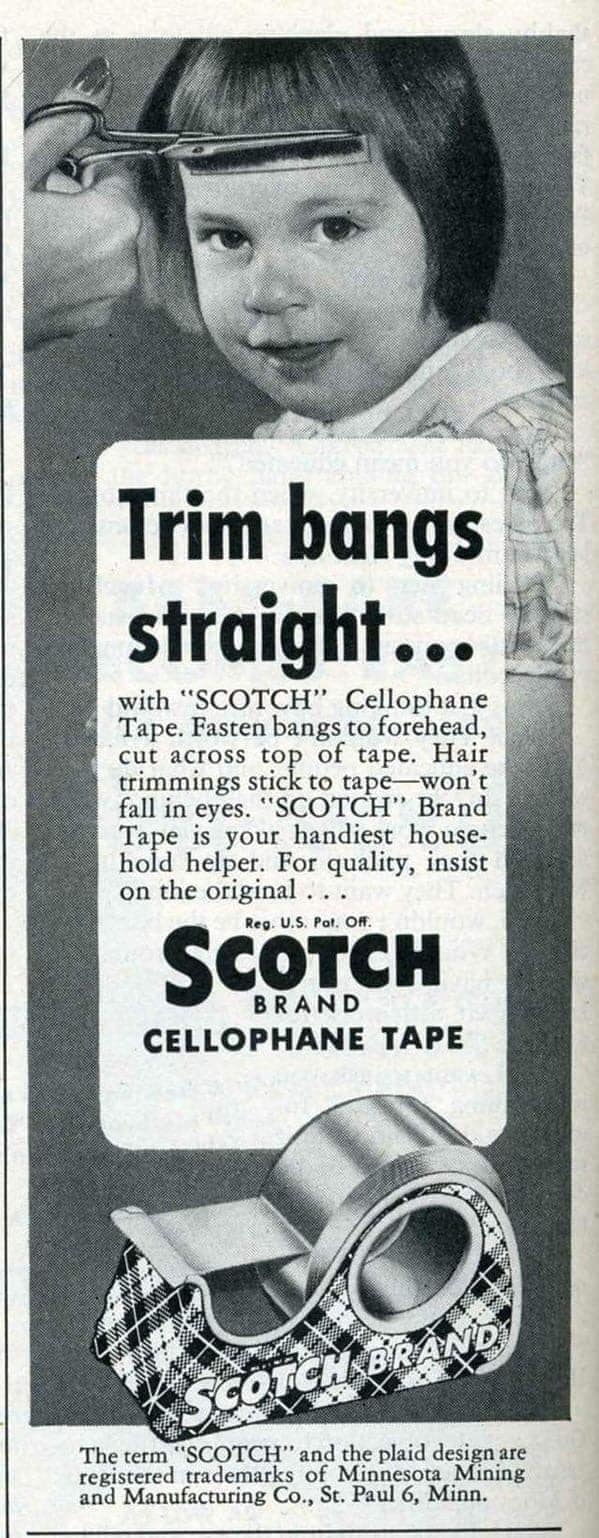 Trim bangs
straight...
with "SCOTCH" Cellophane
Tape. Fasten bangs to forehead,
cut across top of tape. Hair
trimmings stick to tape—won't
fall in eyes. "SCOTCH" Brand
Tape is your handiest house-
hold helper. For quality, insist
on the original . . .
Reg. U.S. Pat. Off.
SCOTCH
BRAND
CELLOPHANE TAPE
SCOTCH BRAND
The term "SCOTCH" and the plaid design are
registered trademarks of Minnesota Mining
and Manufacturing Co., St. Paul 6, Minn.